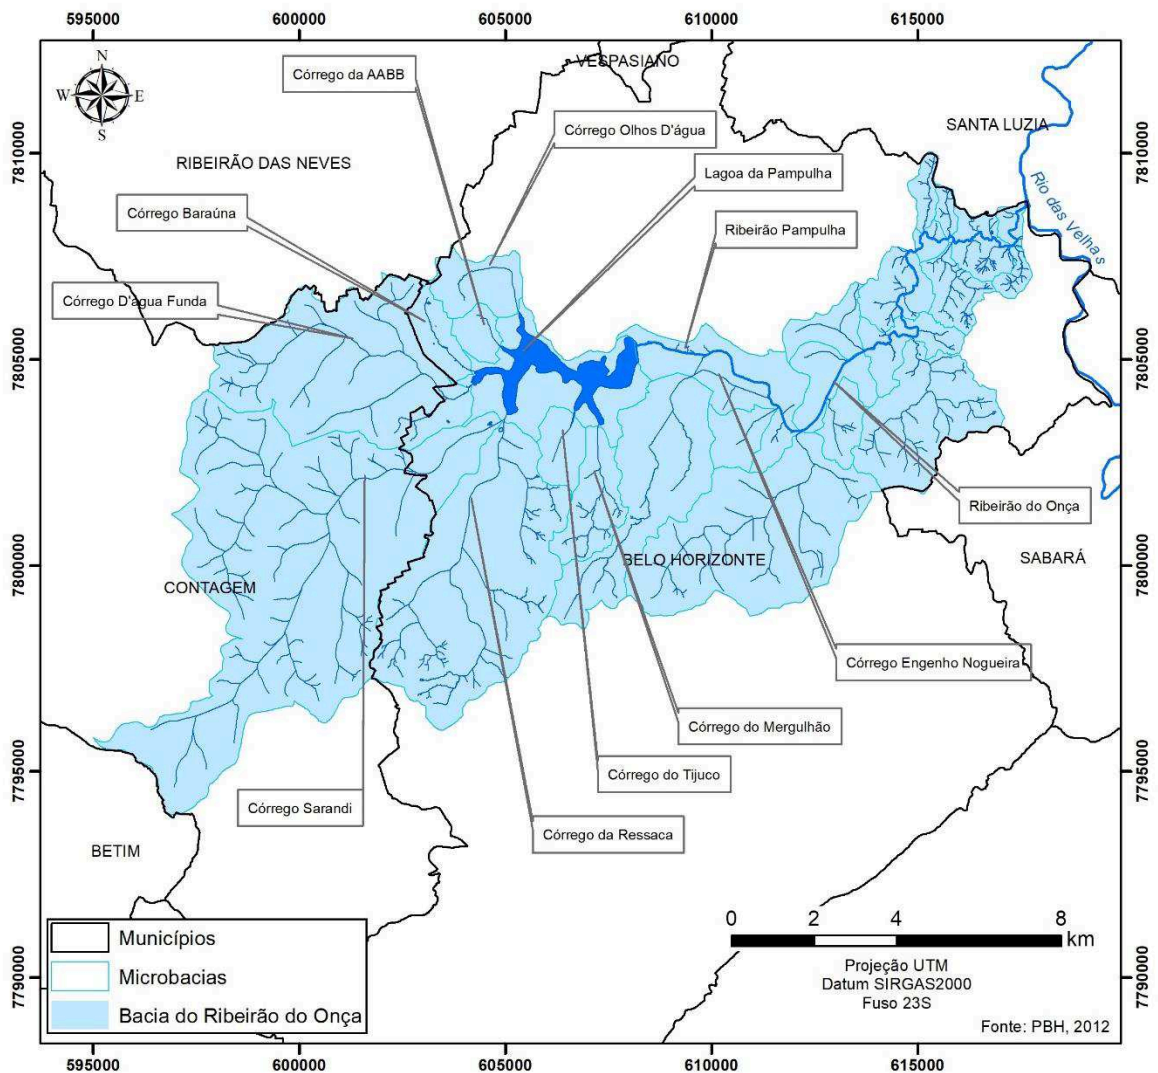 595000 600000 605000 610000 615000
N
W E
S
VESPASIANO
Córrego da AABB
Córrego Olhos D'água
SANTA LUZIA
7810000 7810000
RIBEIRÃO DAS NEVES
Lagoa da Pampulha
Rio das Velhas
Córrego Baraúna
Ribeirão Pampulha
Córrego D'água Funda
7805000 7805000
Ribeirão do Onça
BELO HORIZONTE
SABARÁ
7800000 7800000
CONTAGEM
Córrego Engenho Nogueira
Córrego do Mergulhão
Córrego do Tijuco
7795000 7795000
Córrego Sarandi
Córrego da Ressaca
BETIM
0 2 4 8
km
Municípios
Microbacias
Bacia do Ribeirão do Onça
7790000 7790000
Projeção UTM
Datum SIRGAS2000
Fuso 23S
Fonte: PBH, 2012
595000 600000 605000 610000 615000